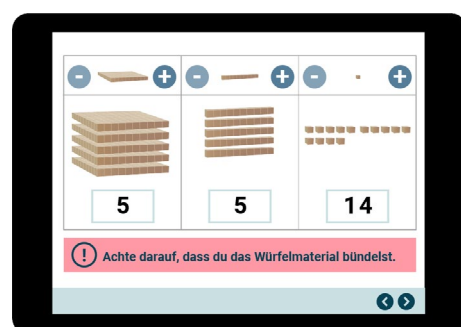 - + - + - +
5 5 14
! Achte darauf, dass du das Würfelmaterial bündelst.